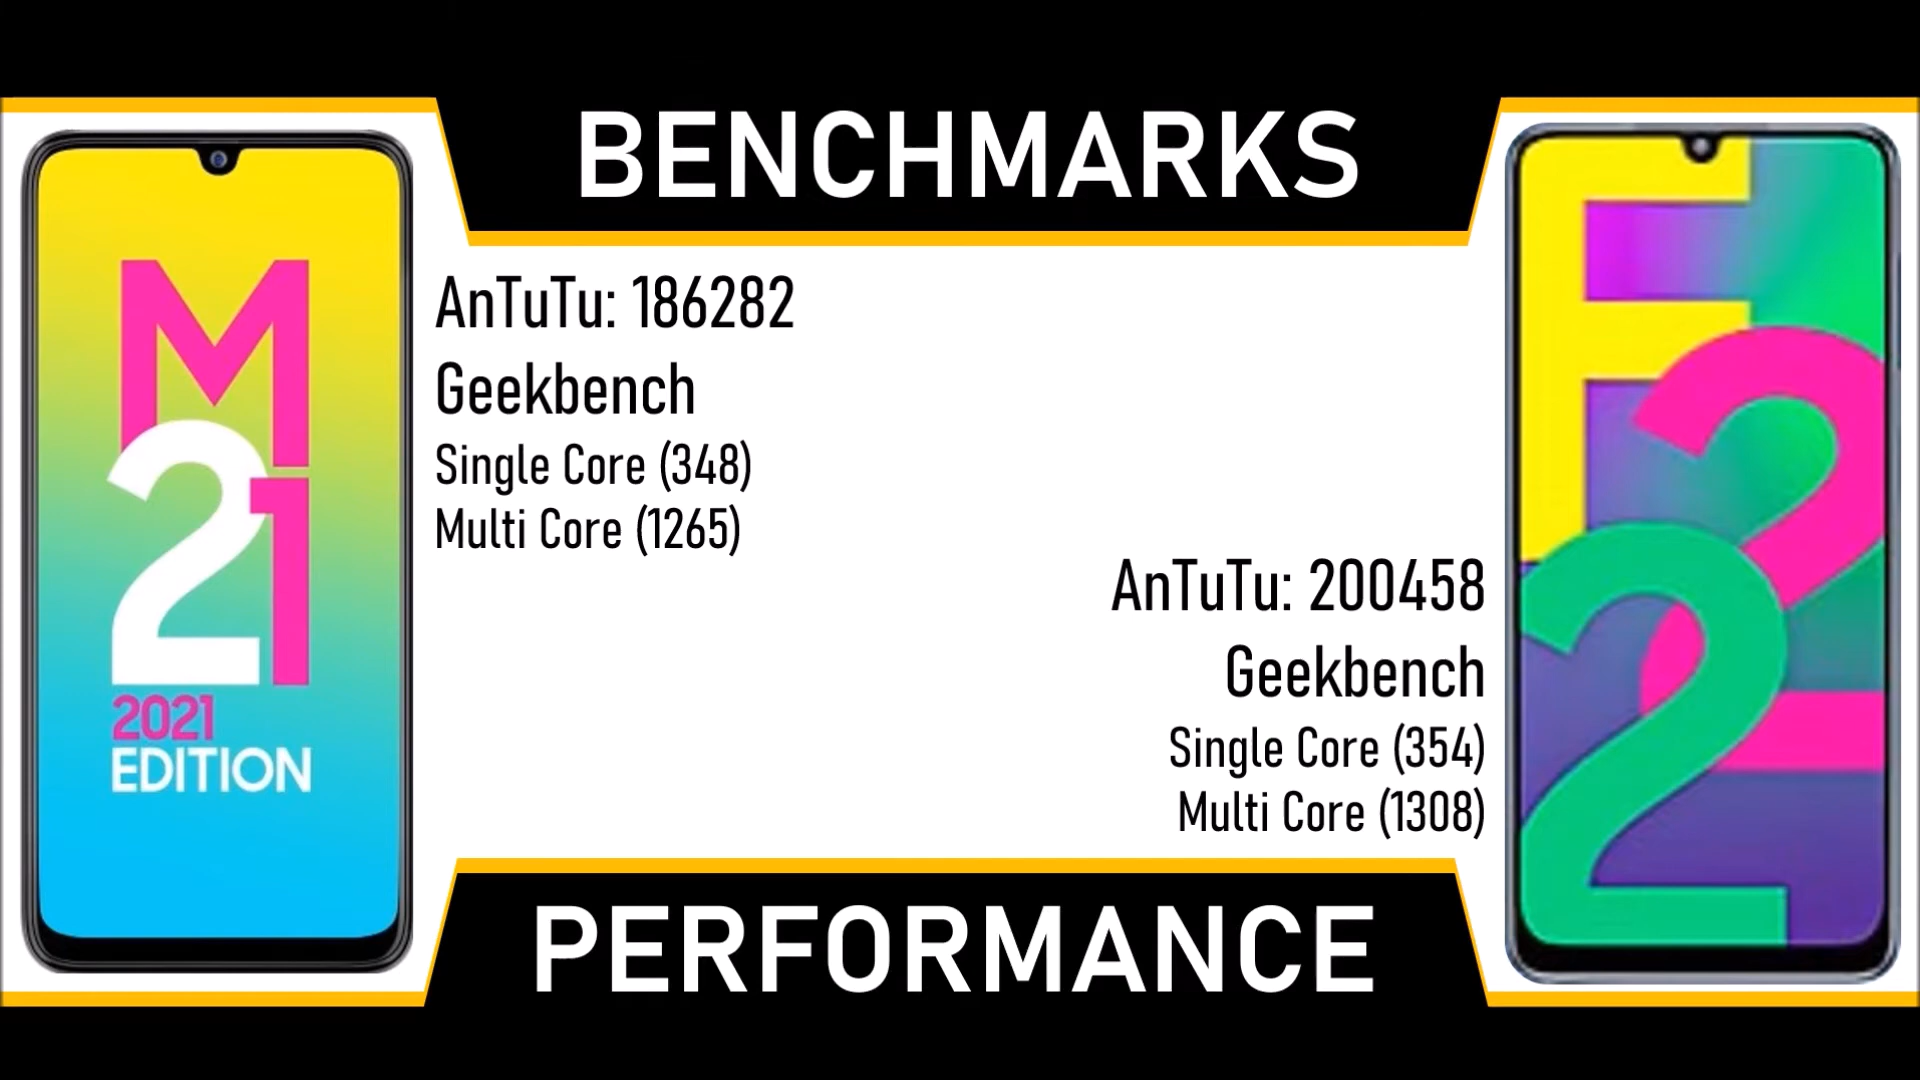 BENCHMARKS
M
21
2021
EDITION
AnTuTu: 186282
Geekbench
Single Core (348)
Multi Core (1265)
AnTuTu: 200458
Geekbench
Single Core (354)
Multi Core (1308)
F
22
PERFORMANCE